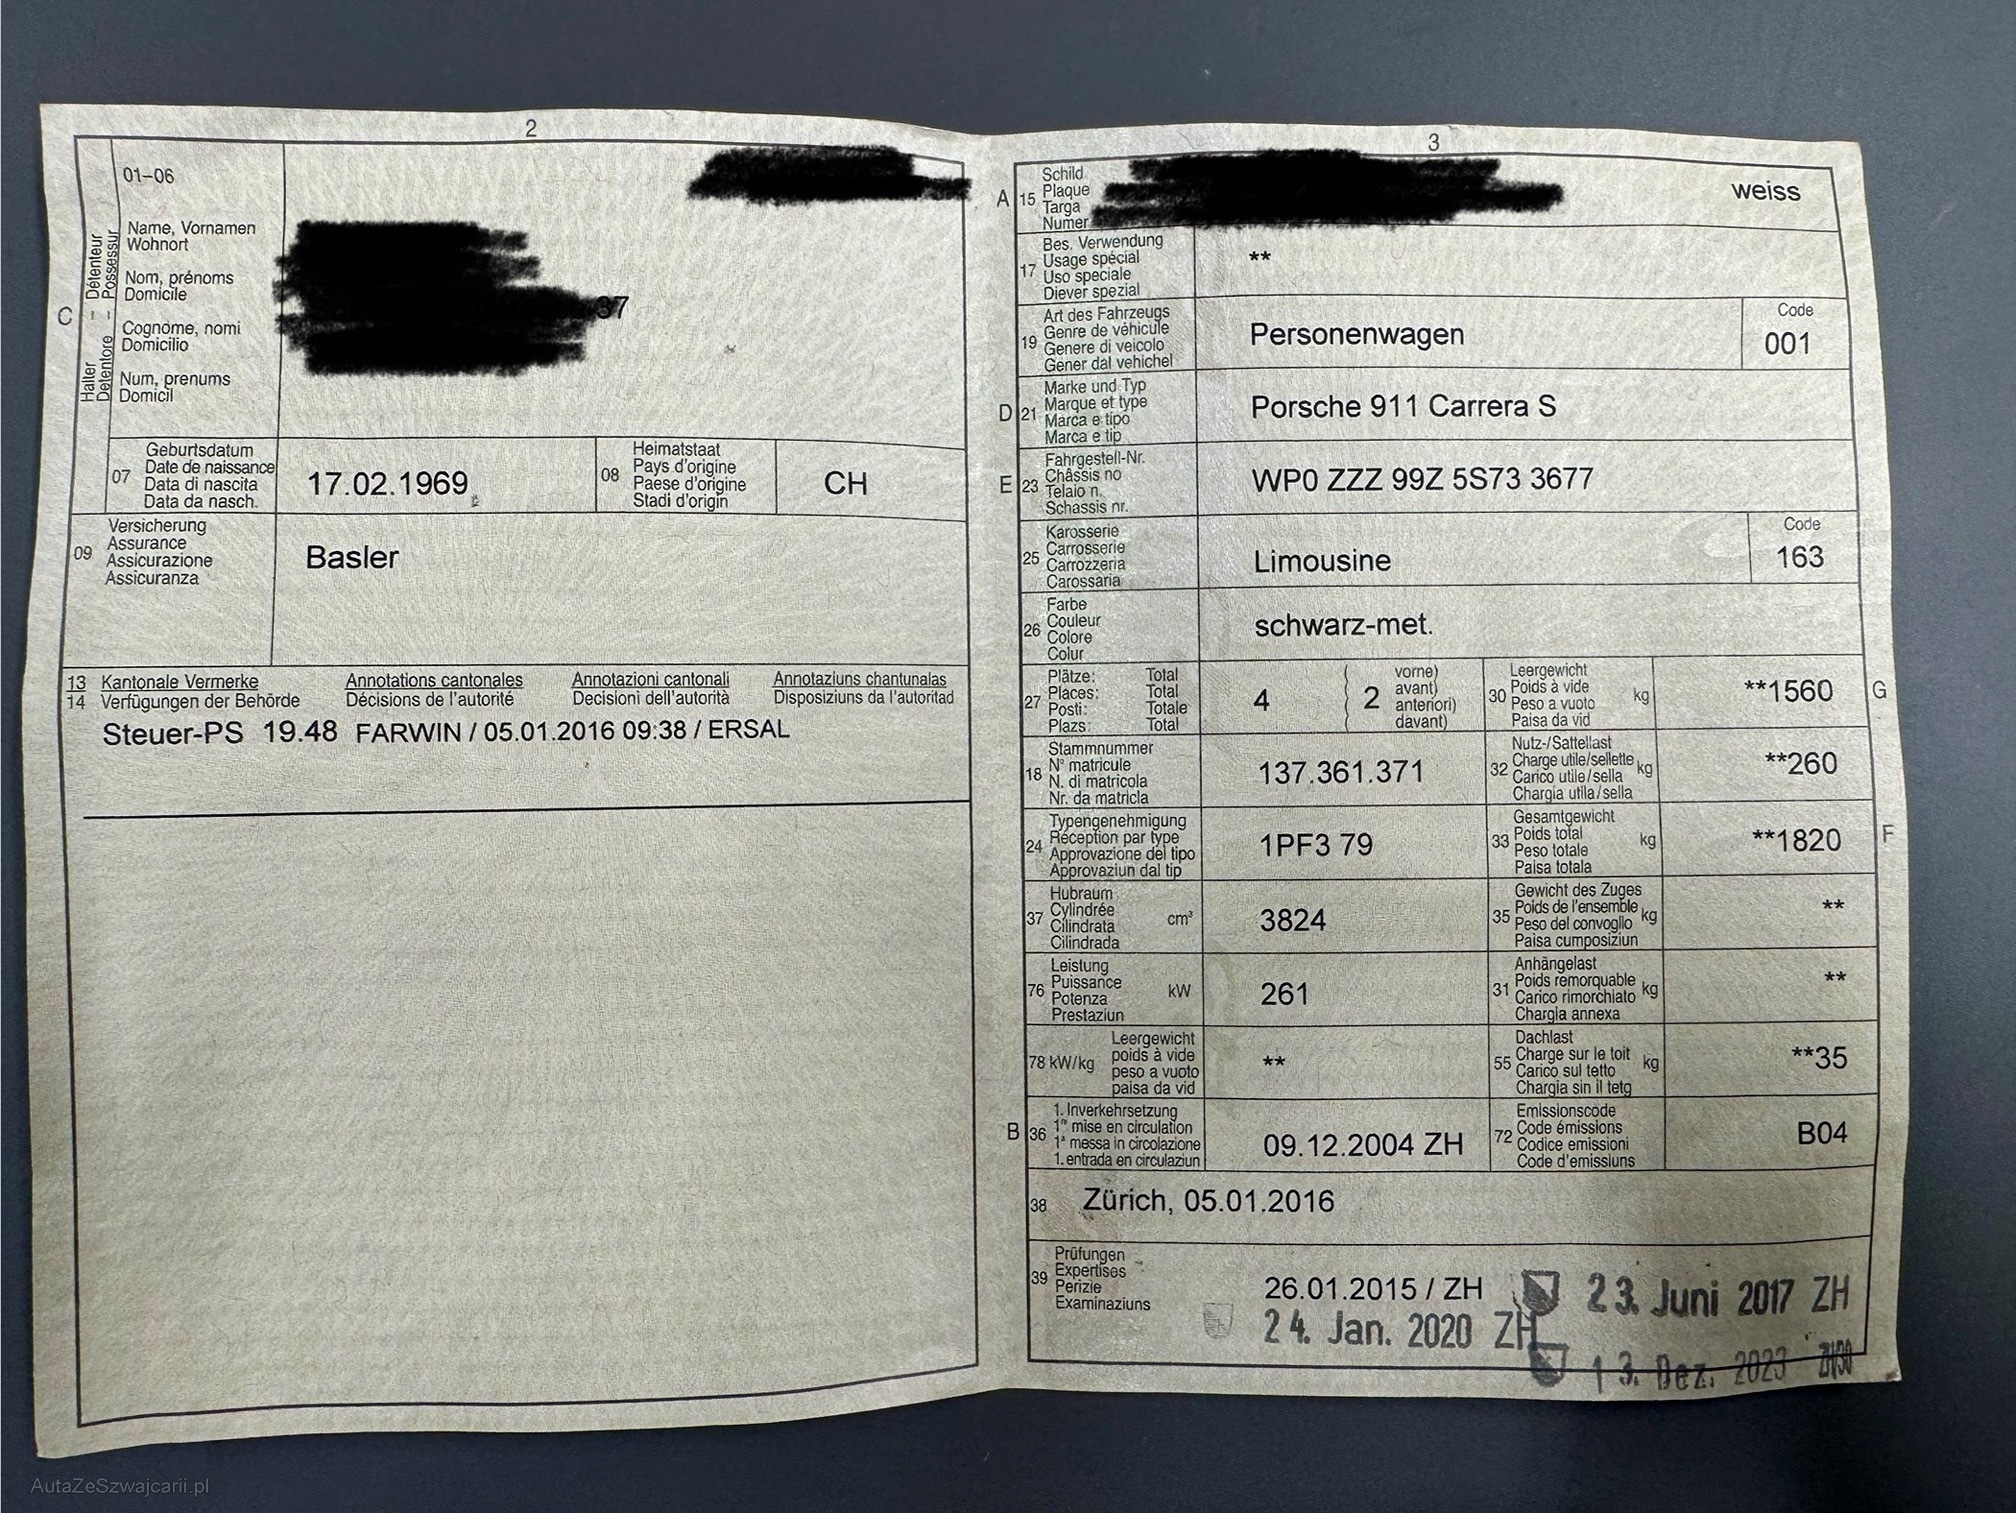 2
01–06
Name, Vornamen
Wohnort
Nom, prénoms
Domicile
Cognome, nomi
Domicilio
Num, prenums
Domicil
C
Halter – Détenteur
Detentore – Possessur
37
07
Geburtsdatum
Date de naissance
Data di nascita
Data da nasch.
17.02.1969
08
Heimatstaat
Pays d'origine
Paese d'origine
Stadi d'origin
CH
09
Versicherung
Assurance
Assicurazione
Assicuranza
Basler
13 Kantonale Vermerke Annotations cantonales Annotazioni cantonali Annotaziuns chantunalas
14 Verfügungen der Behörde Décisions de l'autorité Decisioni dell'autorità Disposiziuns da l'autoritad
Steuer-PS 19.48 FARWIN / 05.01.2016 09:38 / ERSAL
3
A
15
Schild
Plaque
Targa
Numer
weiss
17
Bes. Verwendung
Usage spécial
Uso speciale
Diever spezial
**
19
Art des Fahrzeugs
Genre de véhicule
Genere di veicolo
Gener dal vehichel
Personenwagen
Code
001
D
21
Marke und Typ
Marque et type
Marca e tipo
Marca e tip
Porsche 911 Carrera S
E
23
Fahrgestell-Nr.
Châssis no
Telaio n.
Schassis nr.
WP0 ZZZ 99Z 5S73 3677
25
Karosserie
Carrosserie
Carrozzeria
Carossaria
Limousine
Code
163
26
Farbe
Couleur
Colore
Colur
schwarz-met.
27
Plätze: Total
Places: Total
Posti: Totale
Plazs: Total
4
( 2
vorne)
avant)
anteriori)
davant)
30
Leergewicht
Poids à vide
Peso a vuoto
Paisa da vid
kg
**1560
G
18
Stammnummer
N° matricule
N. di matricola
Nr. da matricla
137.361.371
32
Nutz-/Sattellast
Charge utile/sellette
Carico utile/sella
Chargia utila/sella
kg
**260
24
Typengenehmigung
Réception par type
Approvazione del tipo
Approvaziun dal tip
1PF3 79
33
Gesamtgewicht
Poids total
Peso totale
Paisa totala
kg
**1820
F
37
Hubraum
Cylindrée
Cilindrata
Cilindrada
cm³
3824
35
Gewicht des Zuges
Poids de l'ensemble
Peso del convoglio
Paisa cumposiziun
kg
**
76
Leistung
Puissance
Potenza
Prestaziun
kW
261
31
Anhängelast
Poids remorquable
Carico rimorchiato
Chargia annexa
kg
**
78 kW/kg
Leergewicht
poids à vide
peso a vuoto
paisa da vid
**
55
Dachlast
Charge sur le toit
Carico sul tetto
Chargia sin il tetg
kg
**35
B
36
1. Inverkehrsetzung
1re mise en circulation
1a messa in circolazione
1. entrada en circulaziun
09.12.2004 ZH
72
Emissionscode
Code émissions
Codice emissioni
Code d'emissiuns
B04
38
Zürich, 05.01.2016
39
Prüfungen
Expertises
Perizie
Examinaziuns
26.01.2015 / ZH
23. Juni 2017 ZH
24. Jan. 2020 ZH
13. Dez. 2023
AutaZeSzwajcarii.pl